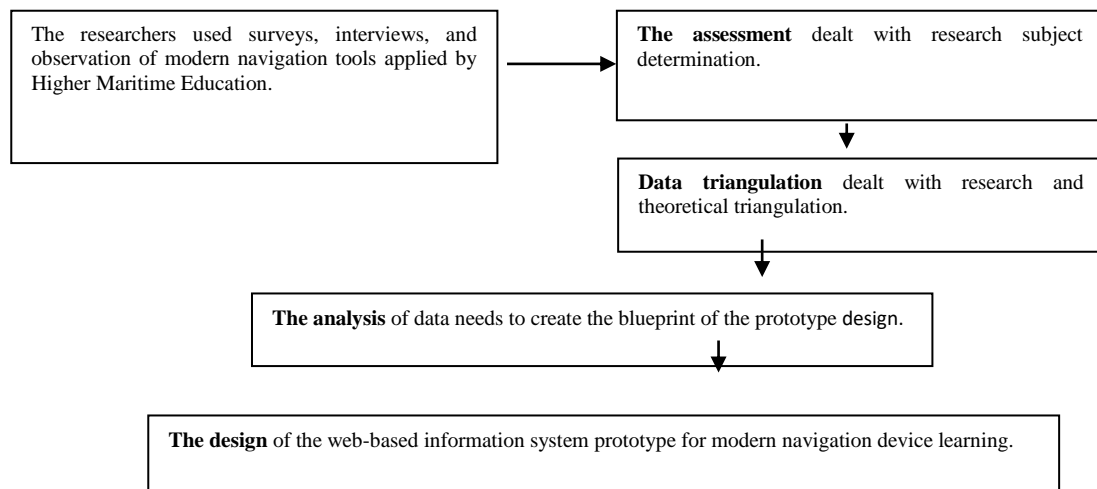 The researchers used surveys, interviews, and
observation of modern navigation tools applied by
Higher Maritime Education.
The assessment dealt with research subject
determination.
Data triangulation dealt with research and
theoretical triangulation.
The analysis of data needs to create the blueprint of the prototype design.
The design of the web-based information system prototype for modern navigation device learning.